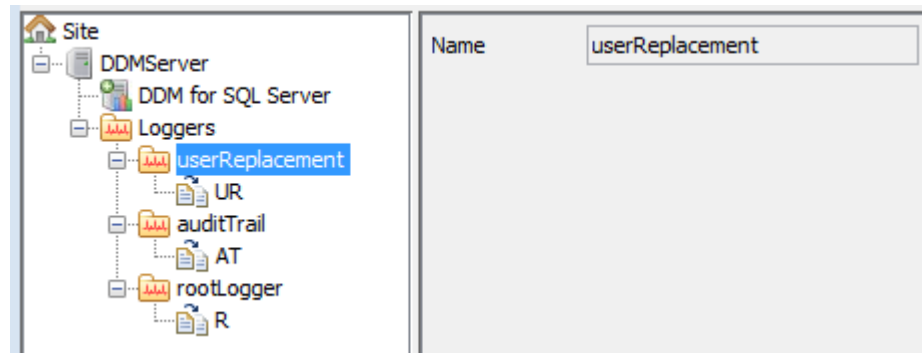 Site
DDMServer
DDM for SQL Server
Loggers
userReplacement
UR
auditTrail
AT
rootLogger
R
Name userReplacement